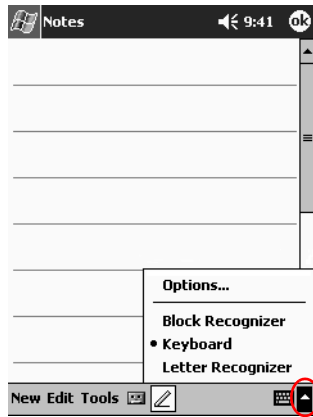 Notes 9:41 ok
Options...
Block Recognizer
Keyboard
Letter Recognizer
New Edit Tools